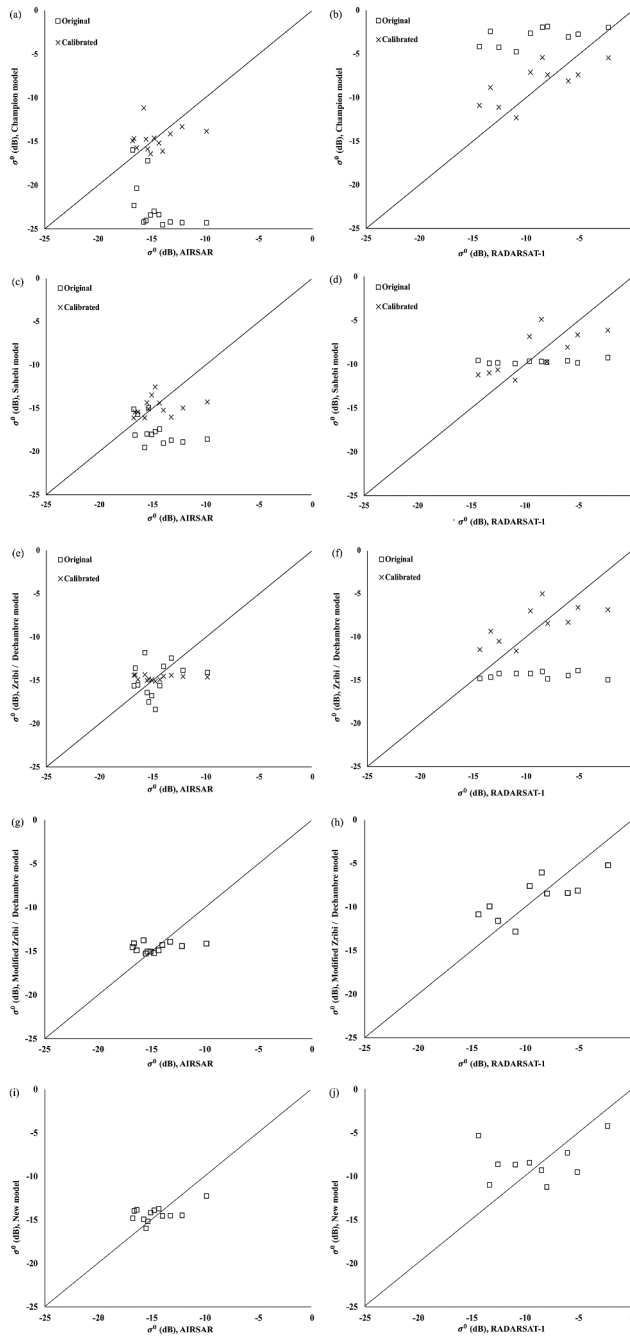 (a)
0
-5
-10
-15
-20
-25
σ⁰ (dB), Champion model
Original
Calibrated
-25 -20 -15 -10 -5 0
σ⁰ (dB), AIRSAR
(b)
0
-5
-10
-15
-20
-25
σ⁰ (dB), Champion model
Original
Calibrated
-25 -20 -15 -10 -5 0
σ⁰ (dB), RADARSAT-1
(c)
0
-5
-10
-15
-20
-25
σ⁰ (dB), Sahebi model
Original
Calibrated
-25 -20 -15 -10 -5 0
σ⁰ (dB), AIRSAR
(d)
0
-5
-10
-15
-20
-25
σ⁰ (dB), Sahebi model
Original
Calibrated
-25 -20 -15 -10 -5 0
σ⁰ (dB), RADARSAT-1
(e)
0
-5
-10
-15
-20
-25
σ⁰ (dB), Zribi / Dechambre model
Original
Calibrated
-25 -20 -15 -10 -5 0
σ⁰ (dB), AIRSAR
(f)
0
-5
-10
-15
-20
-25
σ⁰ (dB), Zribi / Dechambre model
Original
Calibrated
-25 -20 -15 -10 -5 0
σ⁰ (dB), RADARSAT-1
(g)
0
-5
-10
-15
-20
-25
σ⁰ (dB), Modified Zribi / Dechambre model
-25 -20 -15 -10 -5 0
σ⁰ (dB), AIRSAR
(h)
0
-5
-10
-15
-20
-25
σ⁰ (dB), Modified Zribi / Dechambre model
-25 -20 -15 -10 -5 0
σ⁰ (dB), RADARSAT-1
(i)
0
-5
-10
-15
-20
-25
σ⁰ (dB), New model
-25 -20 -15 -10 -5 0
σ⁰ (dB), AIRSAR
(j)
0
-5
-10
-15
-20
-25
σ⁰ (dB), New model
-25 -20 -15 -10 -5 0
σ⁰ (dB), RADARSAT-1